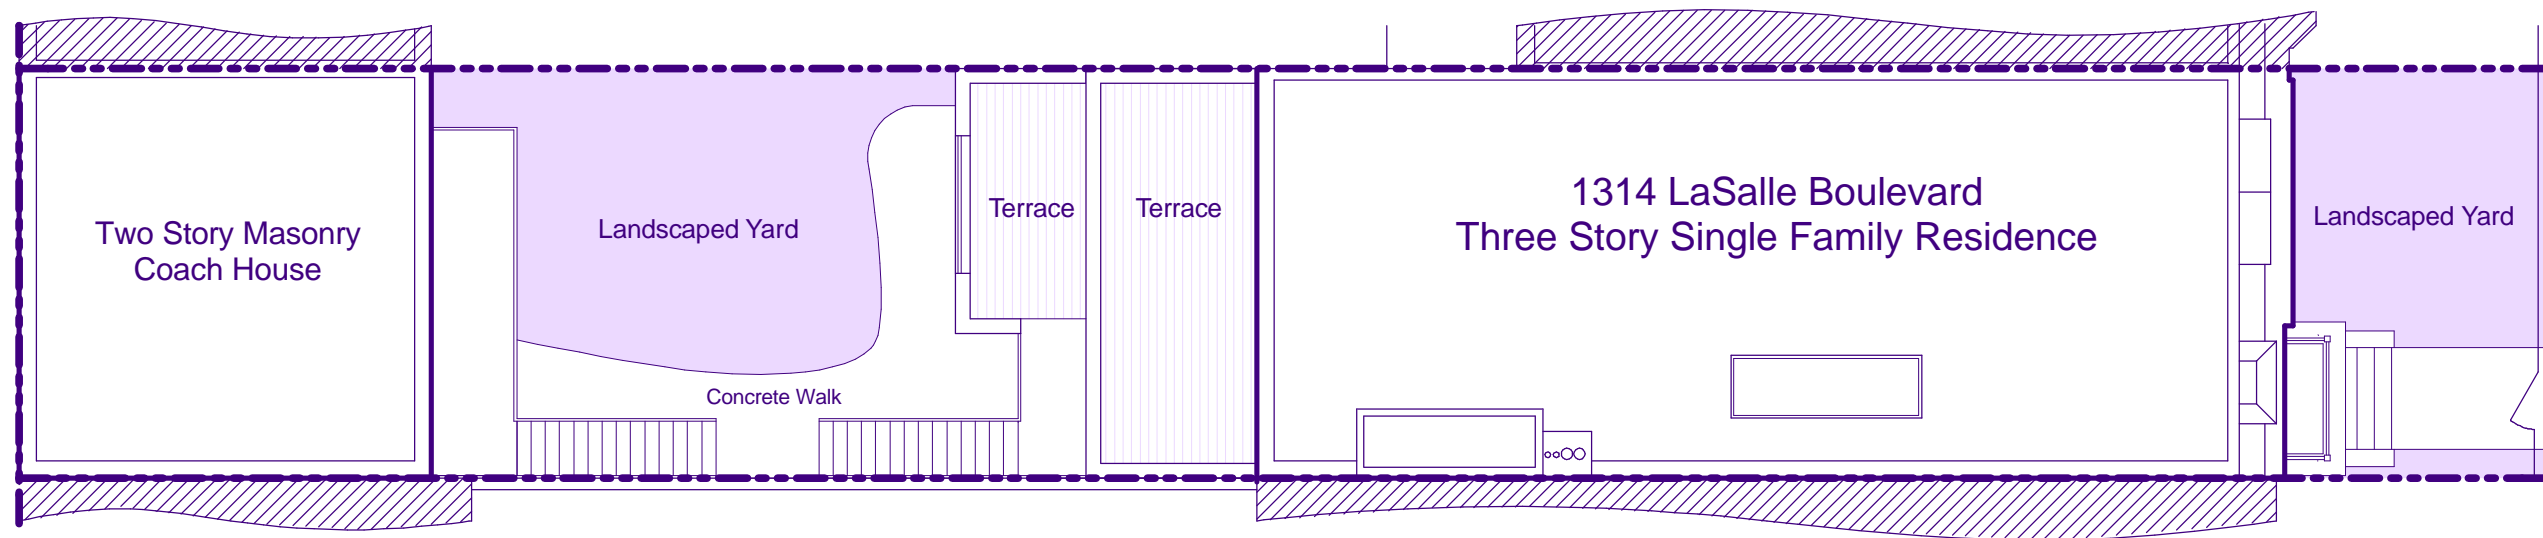 Two Story Masonry
Coach House
Landscaped Yard
Concrete Walk
Terrace
Terrace
1314 LaSalle Boulevard
Three Story Single Family Residence
Landscaped Yard